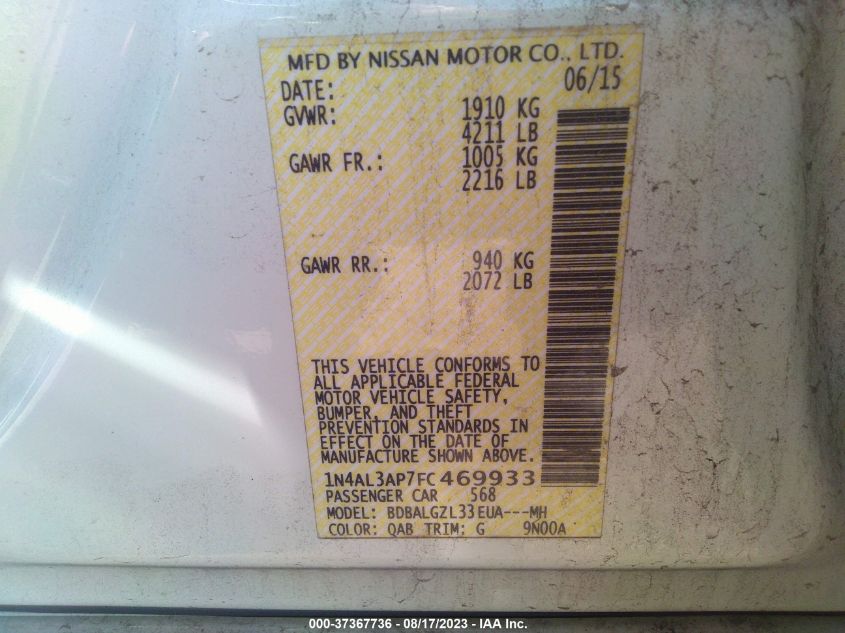 MFD BY NISSAN MOTOR CO., LTD.
DATE: 06/15
GVWR: 1910 KG
4211 LB
GAWR FR.: 1005 KG
2216 LB
GAWR RR.: 940 KG
2072 LB
THIS VEHICLE CONFORMS TO
ALL APPLICABLE FEDERAL
MOTOR VEHICLE SAFETY,
BUMPER, AND THEFT
PREVENTION STANDARDS IN
EFFECT ON THE DATE OF
MANUFACTURE SHOWN ABOVE.
1N4AL3AP7FC469933
PASSENGER CAR 568
MODEL: BDBALGZL33EUA---MH
COLOR: QAB TRIM: G 9N00A
000-37367736 - 08/17/2023 - IAA Inc.